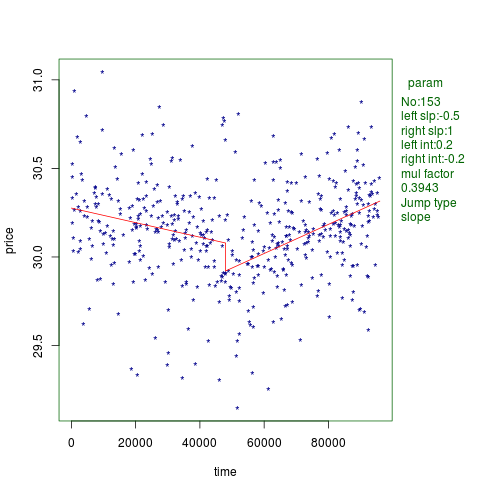 param
No:153
left slp:-0.5
right slp:1
left int:0.2
right int:-0.2
mul factor
0.3943
Jump type
slope
31.0
30.5
30.0
29.5
price
0 20000 40000 60000 80000
time